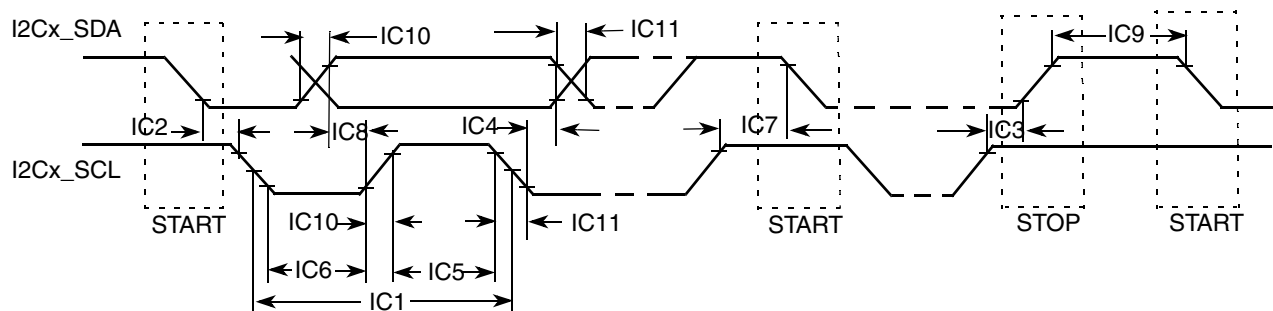 I2Cx_SDA
IC10
IC11
IC9
IC2
IC8
IC4
IC7
IC3
I2Cx_SCL
START
IC10
IC11
START
STOP
START
IC6
IC5
IC1